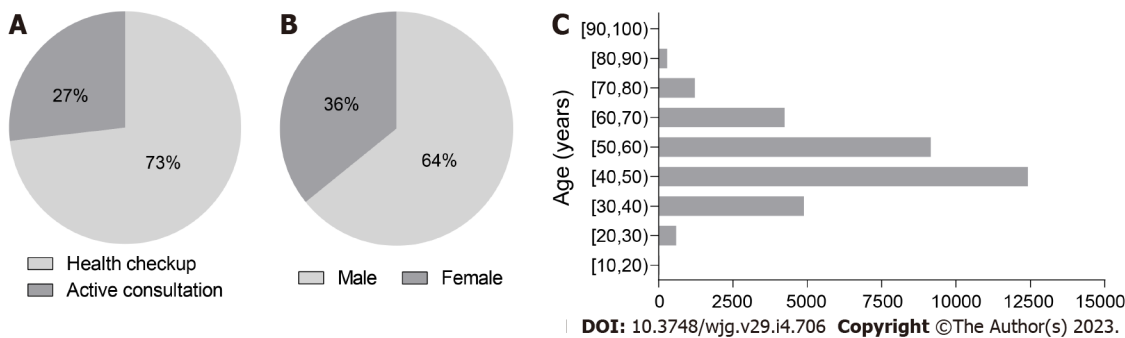 A
27%
73%
Health checkup
Active consultation
B
36%
64%
Male Female
C
Age (years)
[90,100)
[80,90)
[70,80)
[60,70)
[50,60)
[40,50)
[30,40)
[20,30)
[10,20)
0 2500 5000 7500 10000 12500 15000
DOI: 10.3748/wjg.v29.i4.706 Copyright ©The Author(s) 2023.